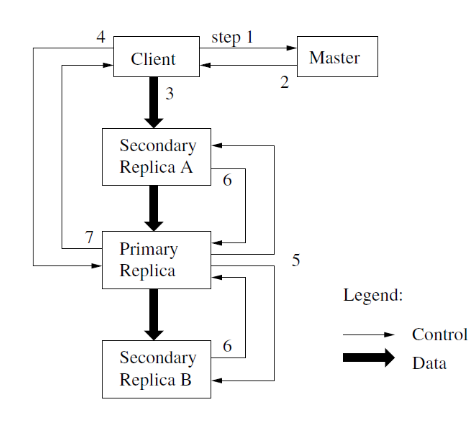 4
step 1
Client
Master
2
3
Secondary
Replica A
6
7
Primary
Replica
5
Legend:
Control
6
Secondary
Replica B
Data